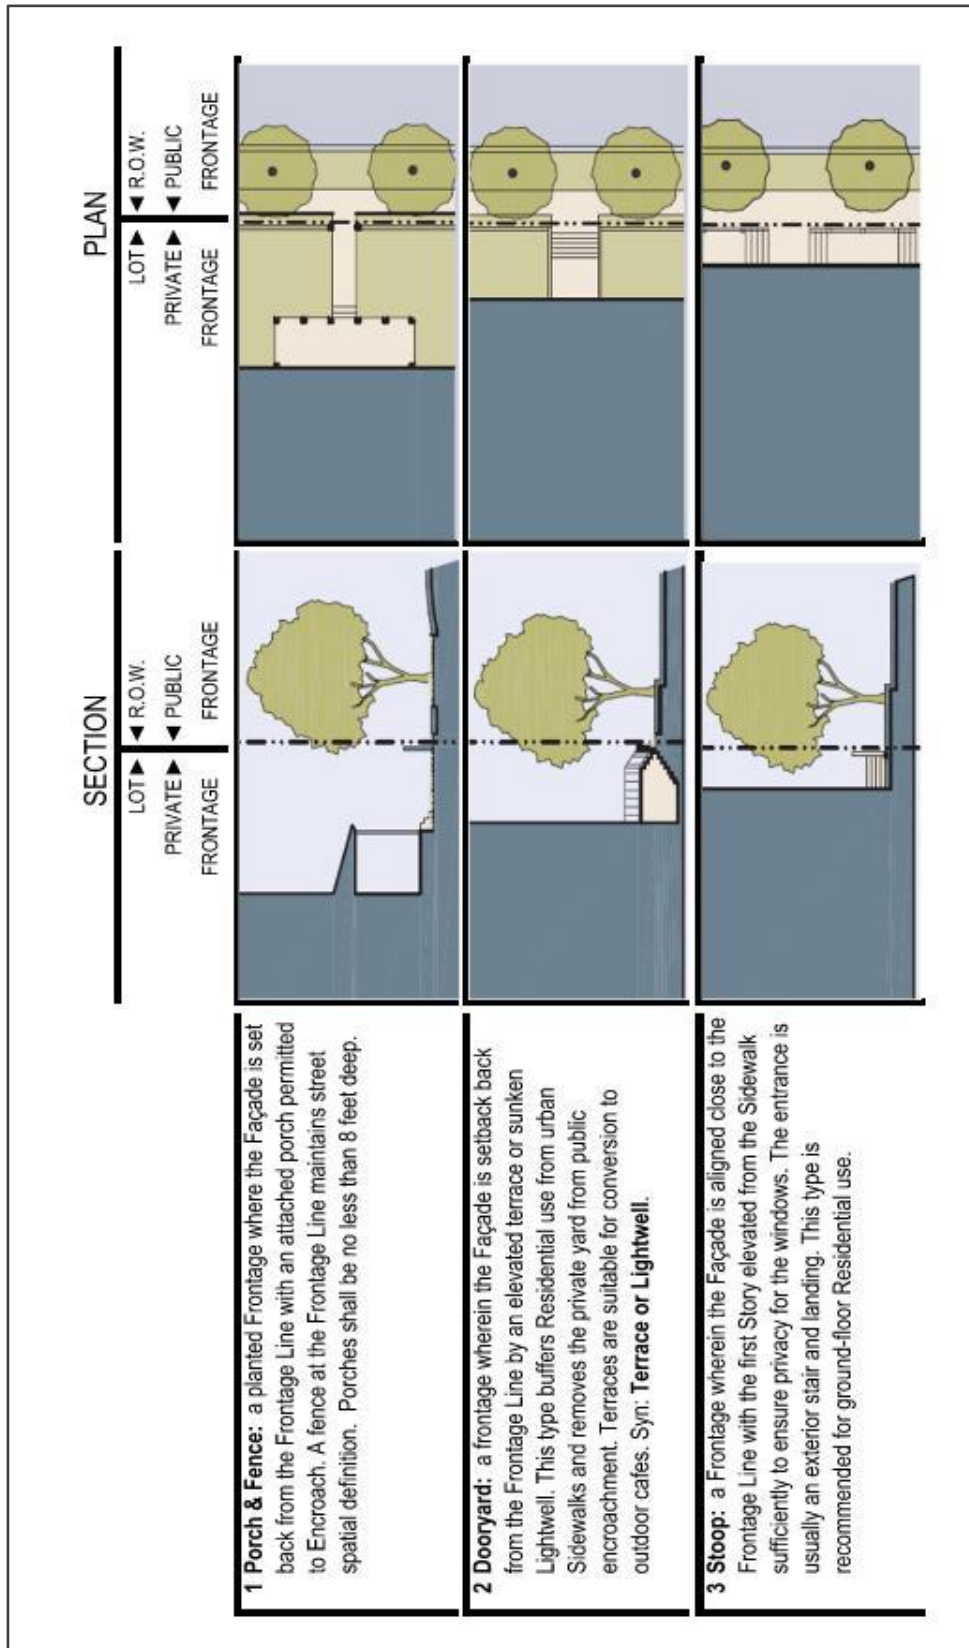 SECTION
PLAN
LOT ► ◄ R.O.W.
PRIVATE ► ◄ PUBLIC
FRONTAGE FRONTAGE
LOT ► ◄ R.O.W.
PRIVATE ► ◄ PUBLIC
FRONTAGE FRONTAGE
1 Porch & Fence: a planted Frontage where the Façade is set
back from the Frontage Line with an attached porch permitted
to Encroach. A fence at the Frontage Line maintains street
spatial definition. Porches shall be no less than 8 feet deep.
2 Dooryard: a frontage wherein the Façade is setback back
from the Frontage Line by an elevated terrace or sunken
Lightwell. This type buffers Residential use from urban
Sidewalks and removes the private yard from public
encroachment. Terraces are suitable for conversion to
outdoor cafes. Syn: Terrace or Lightwell.
3 Stoop: a Frontage wherein the Façade is aligned close to the
Frontage Line with the first Story elevated from the Sidewalk
sufficiently to ensure privacy for the windows. The entrance is
usually an exterior stair and landing. This type is
recommended for ground-floor Residential use.